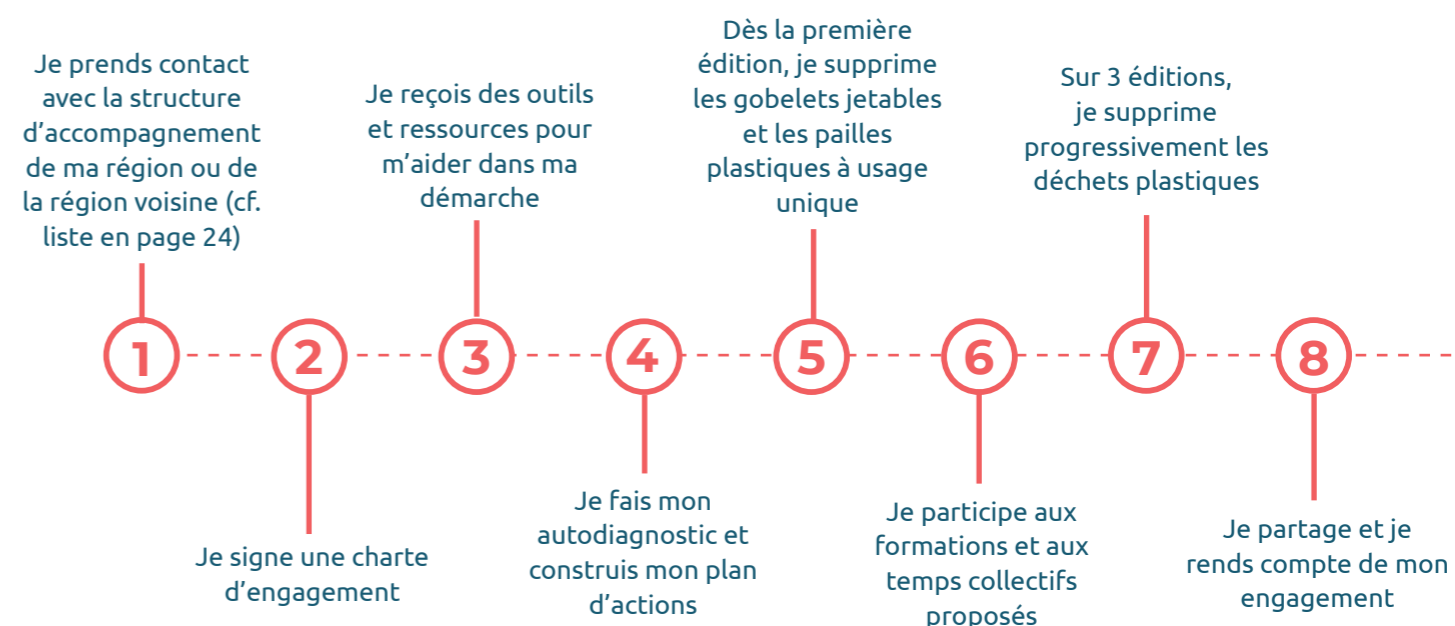 Je prends contact
avec la structure
d’accompagnement
de ma région ou de
la région voisine (cf.
liste en page 24)
1
2
Je signe une charte
d’engagement
Je reçois des outils
et ressources pour
m’aider dans ma
démarche
3
4
Je fais mon
autodiagnostic et
construis mon plan
d’actions
Dès la première
édition, je supprime
les gobelets jetables
et les pailles
plastiques à usage
unique
5
6
Je participe aux
formations et aux
temps collectifs
proposés
Sur 3 éditions,
je supprime
progressivement les
déchets plastiques
7
8
Je partage et je
rends compte de mon
engagement